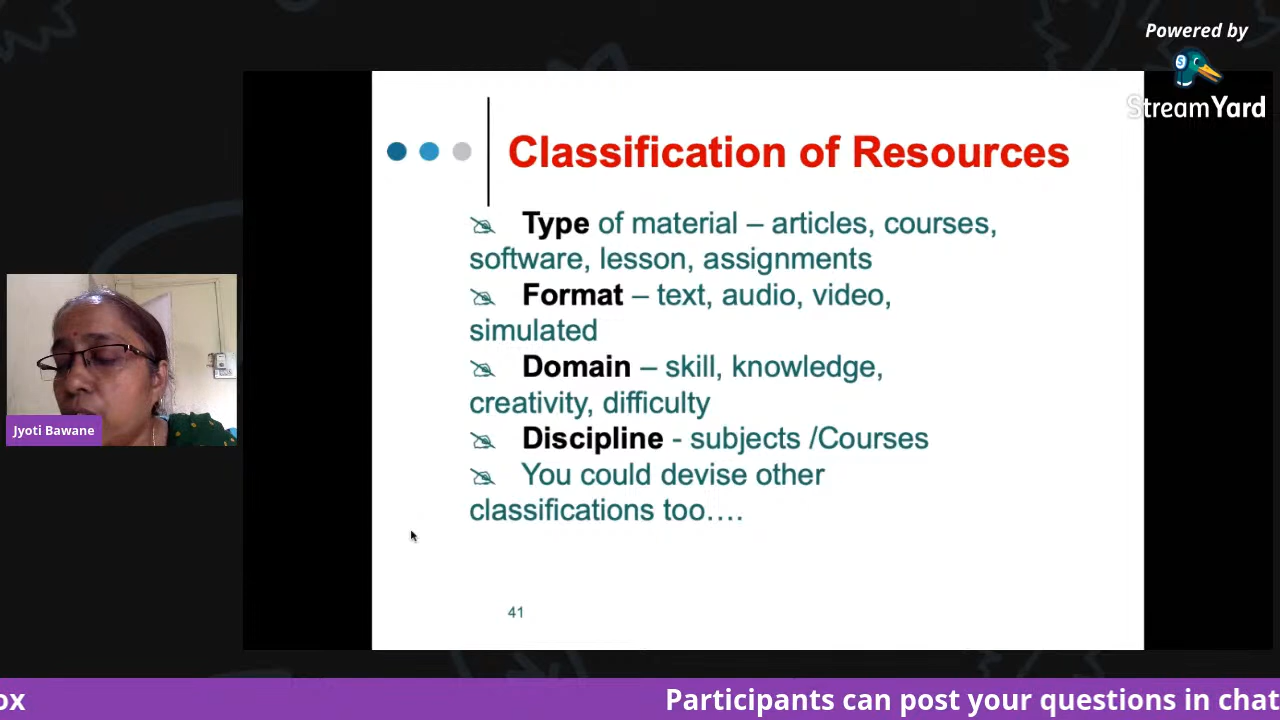 Powered by
StreamYard
Classification of Resources
Type of material – articles, courses,
software, lesson, assignments
Format – text, audio, video,
simulated
Domain – skill, knowledge,
creativity, difficulty
Discipline - subjects /Courses
You could devise other
classifications too....
41
Jyoti Bawane
ox
Participants can post your questions in chat